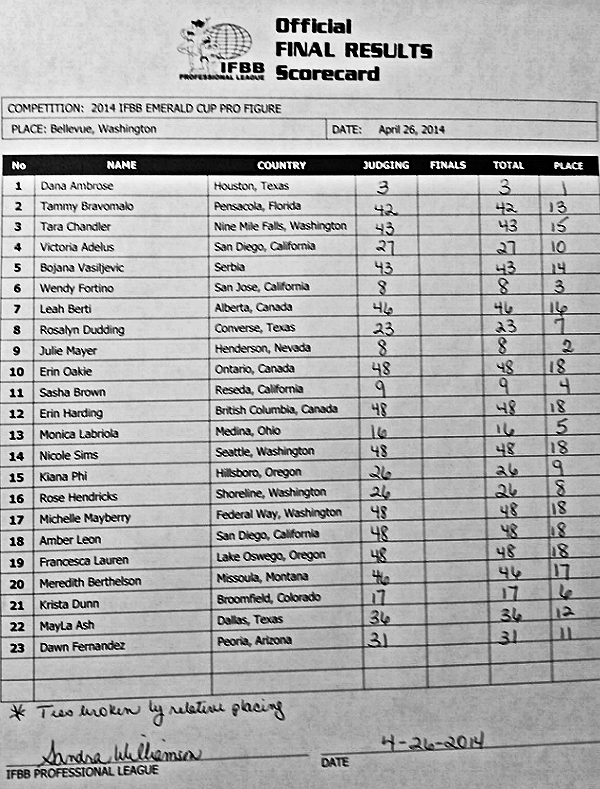 Official
FINAL RESULTS
Scorecard
IFBB
PROFESSIONAL LEAGUE
COMPETITION: 2014 IFBB EMERALD CUP PRO FIGURE
PLACE: Bellevue, Washington DATE: April 26, 2014
No NAME COUNTRY JUDGING FINALS TOTAL PLACE
1 Dana Ambrose Houston, Texas 3 3 1
2 Tammy Bravomalo Pensacola, Florida 42 42 13
3 Tara Chandler Nine Mile Falls, Washington 43 43 15
4 Victoria Adelus San Diego, California 27 27 10
5 Bojana Vasiljevic Serbia 43 43 14
6 Wendy Fortino San Jose, California 8 8 3
7 Leah Berti Alberta, Canada 46 46 16
8 Rosalyn Dudding Converse, Texas 23 23 7
9 Julie Mayer Henderson, Nevada 8 8 2
10 Erin Oakie Ontario, Canada 48 48 18
11 Sasha Brown Reseda, California 9 9 4
12 Erin Harding British Columbia, Canada 48 48 18
13 Monica Labriola Medina, Ohio 16 16 5
14 Nicole Sims Seattle, Washington 48 48 18
15 Kiana Phi Hillsboro, Oregon 26 26 9
16 Rose Hendricks Shoreline, Washington 26 26 8
17 Michelle Mayberry Federal Way, Washington 48 48 18
18 Amber Leon San Diego, California 48 48 18
19 Francesca Lauren Lake Oswego, Oregon 48 48 18
20 Meredith Berthelson Missoula, Montana 46 46 17
21 Krista Dunn Broomfield, Colorado 17 17 6
22 MayLa Ash Dallas, Texas 36 36 12
23 Dawn Fernandez Peoria, Arizona 31 31 11
* Ties broken by relative placing
Sandra Williamson 4-26-2014
IFBB PROFESSIONAL LEAGUE DATE